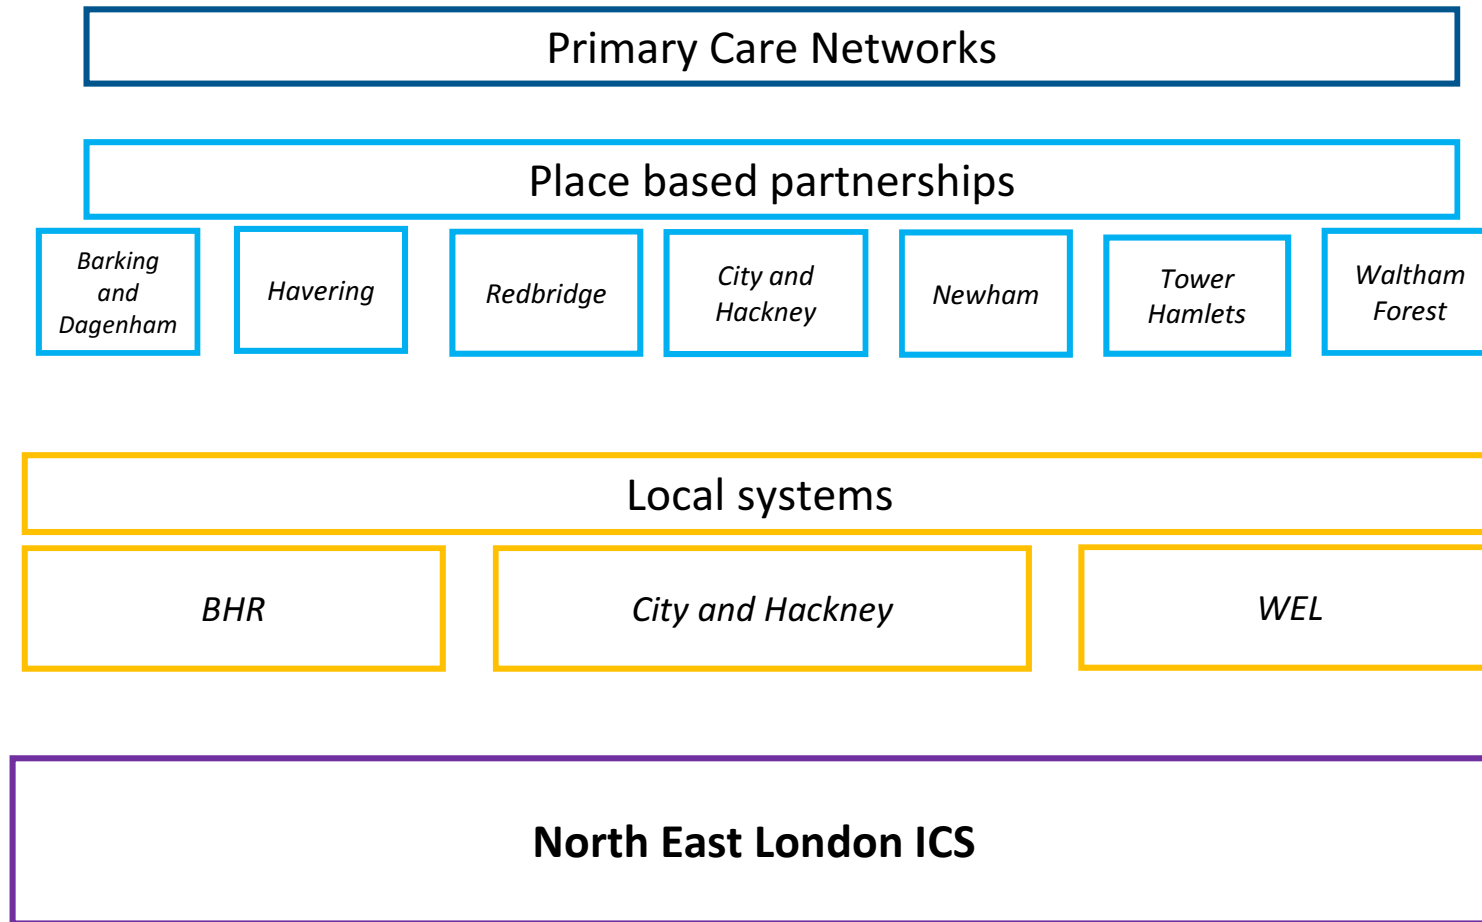 Primary Care Networks
Place based partnerships
Barking
and
Dagenham
Havering
Redbridge
City and
Hackney
Newham
Tower
Hamlets
Waltham
Forest
Local systems
BHR
City and Hackney
WEL
North East London ICS